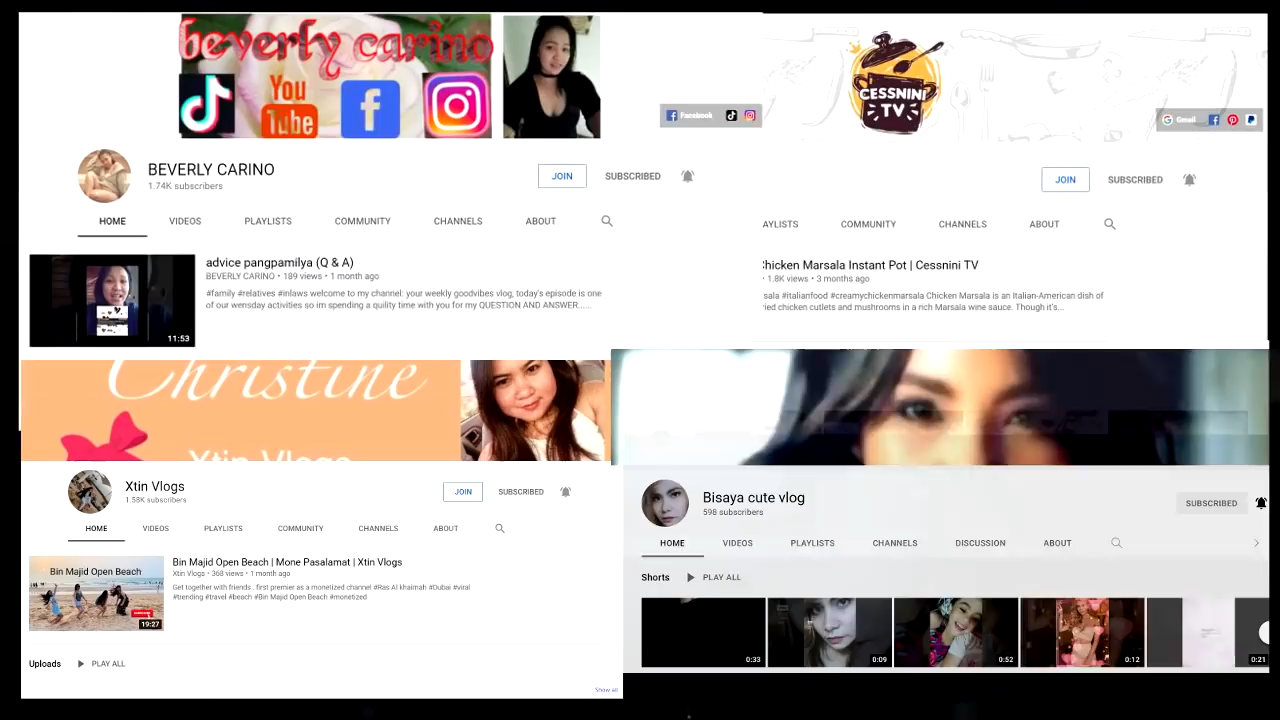 beverly carino
You
Tube
Facebook
BEVERLY CARINO
1.74K subscribers
JOIN
SUBSCRIBED
HOME
VIDEOS
PLAYLISTS
COMMUNITY
CHANNELS
ABOUT
advice pangpamilya (Q & A)
BEVERLY CARINO • 189 views • 1 month ago
#family #relatives #inlaws welcome to my channel: your weekly goodvibes vlog, today's episode is one
of our wensday activities so im spending a quility time with you for my QUESTION AND ANSWER......
11:53
CESSNINI
TV
Gmail
JOIN
SUBSCRIBED
AYLISTS
COMMUNITY
CHANNELS
ABOUT
hicken Marsala Instant Pot | Cessnini TV
• 1.8K views • 3 months ago
sala #italianfood #creamychickenmarsala Chicken Marsala is an Italian-American dish of
ied chicken cutlets and mushrooms in a rich Marsala wine sauce. Though it's...
Christine
Xtin Vlogs
Xtin Vlogs
1.58K subscribers
JOIN
SUBSCRIBED
HOME
VIDEOS
PLAYLISTS
COMMUNITY
CHANNELS
ABOUT
Bin Majid Open Beach
19:27
Bin Majid Open Beach | Mone Pasalamat | Xtin Vlogs
Xtin Vlogs • 368 views • 1 month ago
Get together with friends . first premier as a monetized channel #Ras Al khaimah #Dubai #viral
#trending #travel #beach #Bin Majid Open Beach #monetized
Uploads
PLAY ALL
Show all
Bisaya cute vlog
598 subscribers
SUBSCRIBED
HOME
VIDEOS
PLAYLISTS
CHANNELS
DISCUSSION
ABOUT
Shorts
PLAY ALL
0:33
0:09
0:52
0:12
0:21